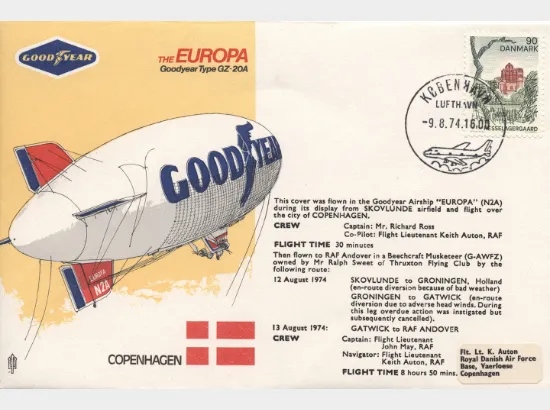 GOOD YEAR
THE EUROPA
Goodyear Type GZ-20A
90
DANMARK
HESSELAGERGAARD
KØBENHAVN
LUFTHAVN
-9.8.74.16.00
GOODYEAR
EUROPA
N2A
COPENHAGEN
This cover was flown in the Goodyear Airship "EUROPA" (N2A)
during its display from SKOVLUNDE airfield and flight over
the city of COPENHAGEN.
CREW Captain: Mr. Richard Ross
Co-Pilot: Flight Lieutenant Keith Auton, RAF
FLIGHT TIME 30 minutes
Then flown to RAF Andover in a Beechcraft Musketeer (G-AWFZ)
owned by Mr Ralph Sweet of Thruxton Flying Club by the
following route:
12 August 1974 SKOVLUNDE to GRONINGEN, Holland
(en-route diversion because of bad weather)
GRONINGEN to GATWICK (en-route
diversion due to adverse head winds. During
this leg overdue action was instigated but
subsequently cancelled).
13 August 1974: GATWICK to RAF ANDOVER
CREW Captain: Flight Lieutenant
John May, RAF
Navigator: Flight Lieutenant
Keith Auton, RAF
FLIGHT TIME 8 hours 50 mins.
Flt. Lt. K. Auton
Royal Danish Air Force
Base, Vaerloese
Copenhagen